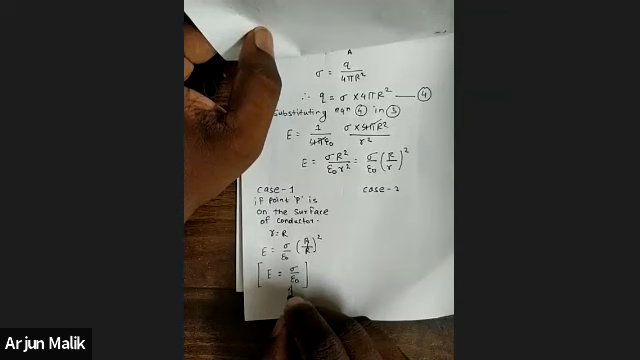 A
σ = q / 4πR²
∴ q = σ × 4πR² —— ④
Substituting eqn ④ in ③
E = 1 / 4πε₀ σ × 4πR² / r²
E = σR² / ε₀r² = σ / ε₀ (R / r)²
case-1
case-2
if point 'p' is
on the surface
of conductor.
r = R
E = σ / ε₀ (R / R)²
[E = σ / ε₀]
Arjun Malik